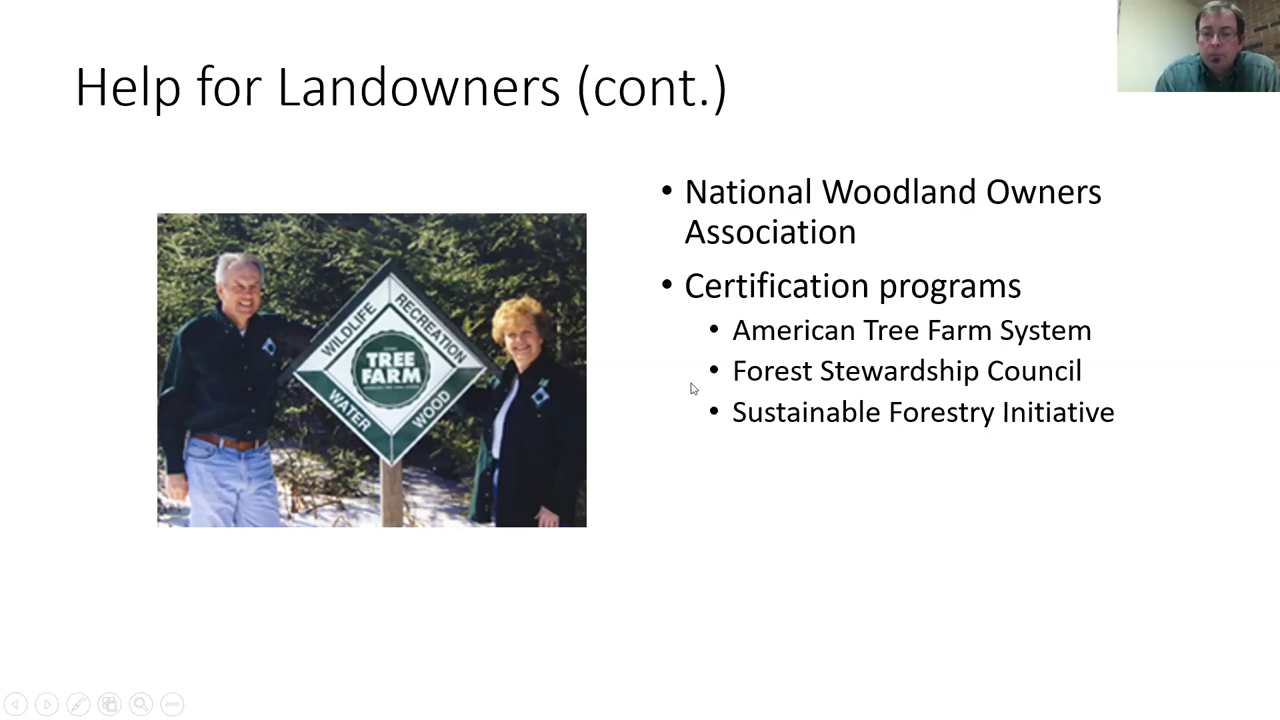 Help for Landowners (cont.)
• National Woodland Owners
Association
• Certification programs
• American Tree Farm System
• Forest Stewardship Council
• Sustainable Forestry Initiative
WILDLIFE
RECREATION
TREE
FARM
WATER
WOOD